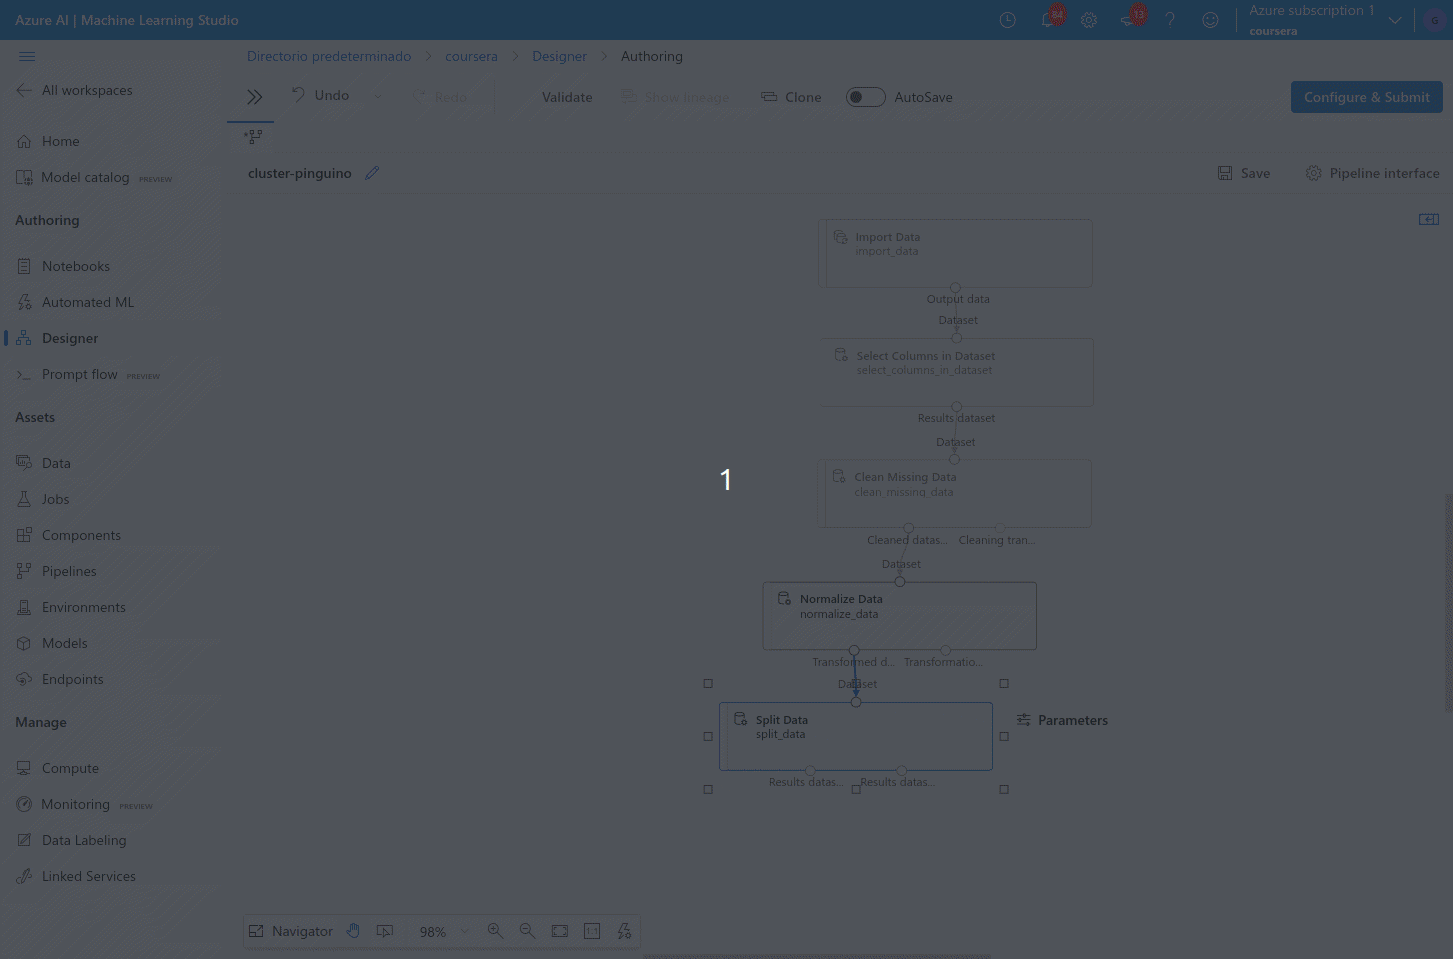 Azure AI | Machine Learning Studio
84
13
Azure subscription 1
coursera
G
Directorio predeterminado
coursera
Designer
Authoring
All workspaces
Undo
Redo
Validate
Show lineage
Clone
AutoSave
Configure & Submit
Home
cluster-pinguino
Save
Pipeline interface
Model catalog PREVIEW
Authoring
Notebooks
Automated ML
Designer
Prompt flow PREVIEW
Assets
Data
Jobs
Components
Pipelines
Environments
Models
Endpoints
Manage
Compute
Monitoring PREVIEW
Data Labeling
Linked Services
Import Data
import_data
Output data
Dataset
Select Columns in Dataset
select_columns_in_dataset
Results dataset
Dataset
Clean Missing Data
clean_missing_data
Cleaned datas... Cleaning tran...
Dataset
1
Normalize Data
normalize_data
Transformed d... Transformatio...
Dataset
Split Data
split_data
Parameters
Results datas... Results datas...
Navigator
98%
1:1